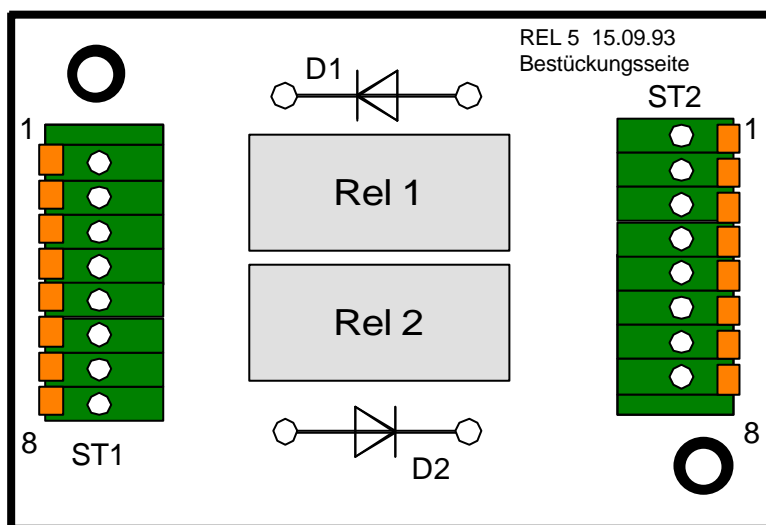 REL 5 15.09.93
Bestückungsseite
D1
ST2
1
1
Rel 1
Rel 2
8
ST1
D2
8